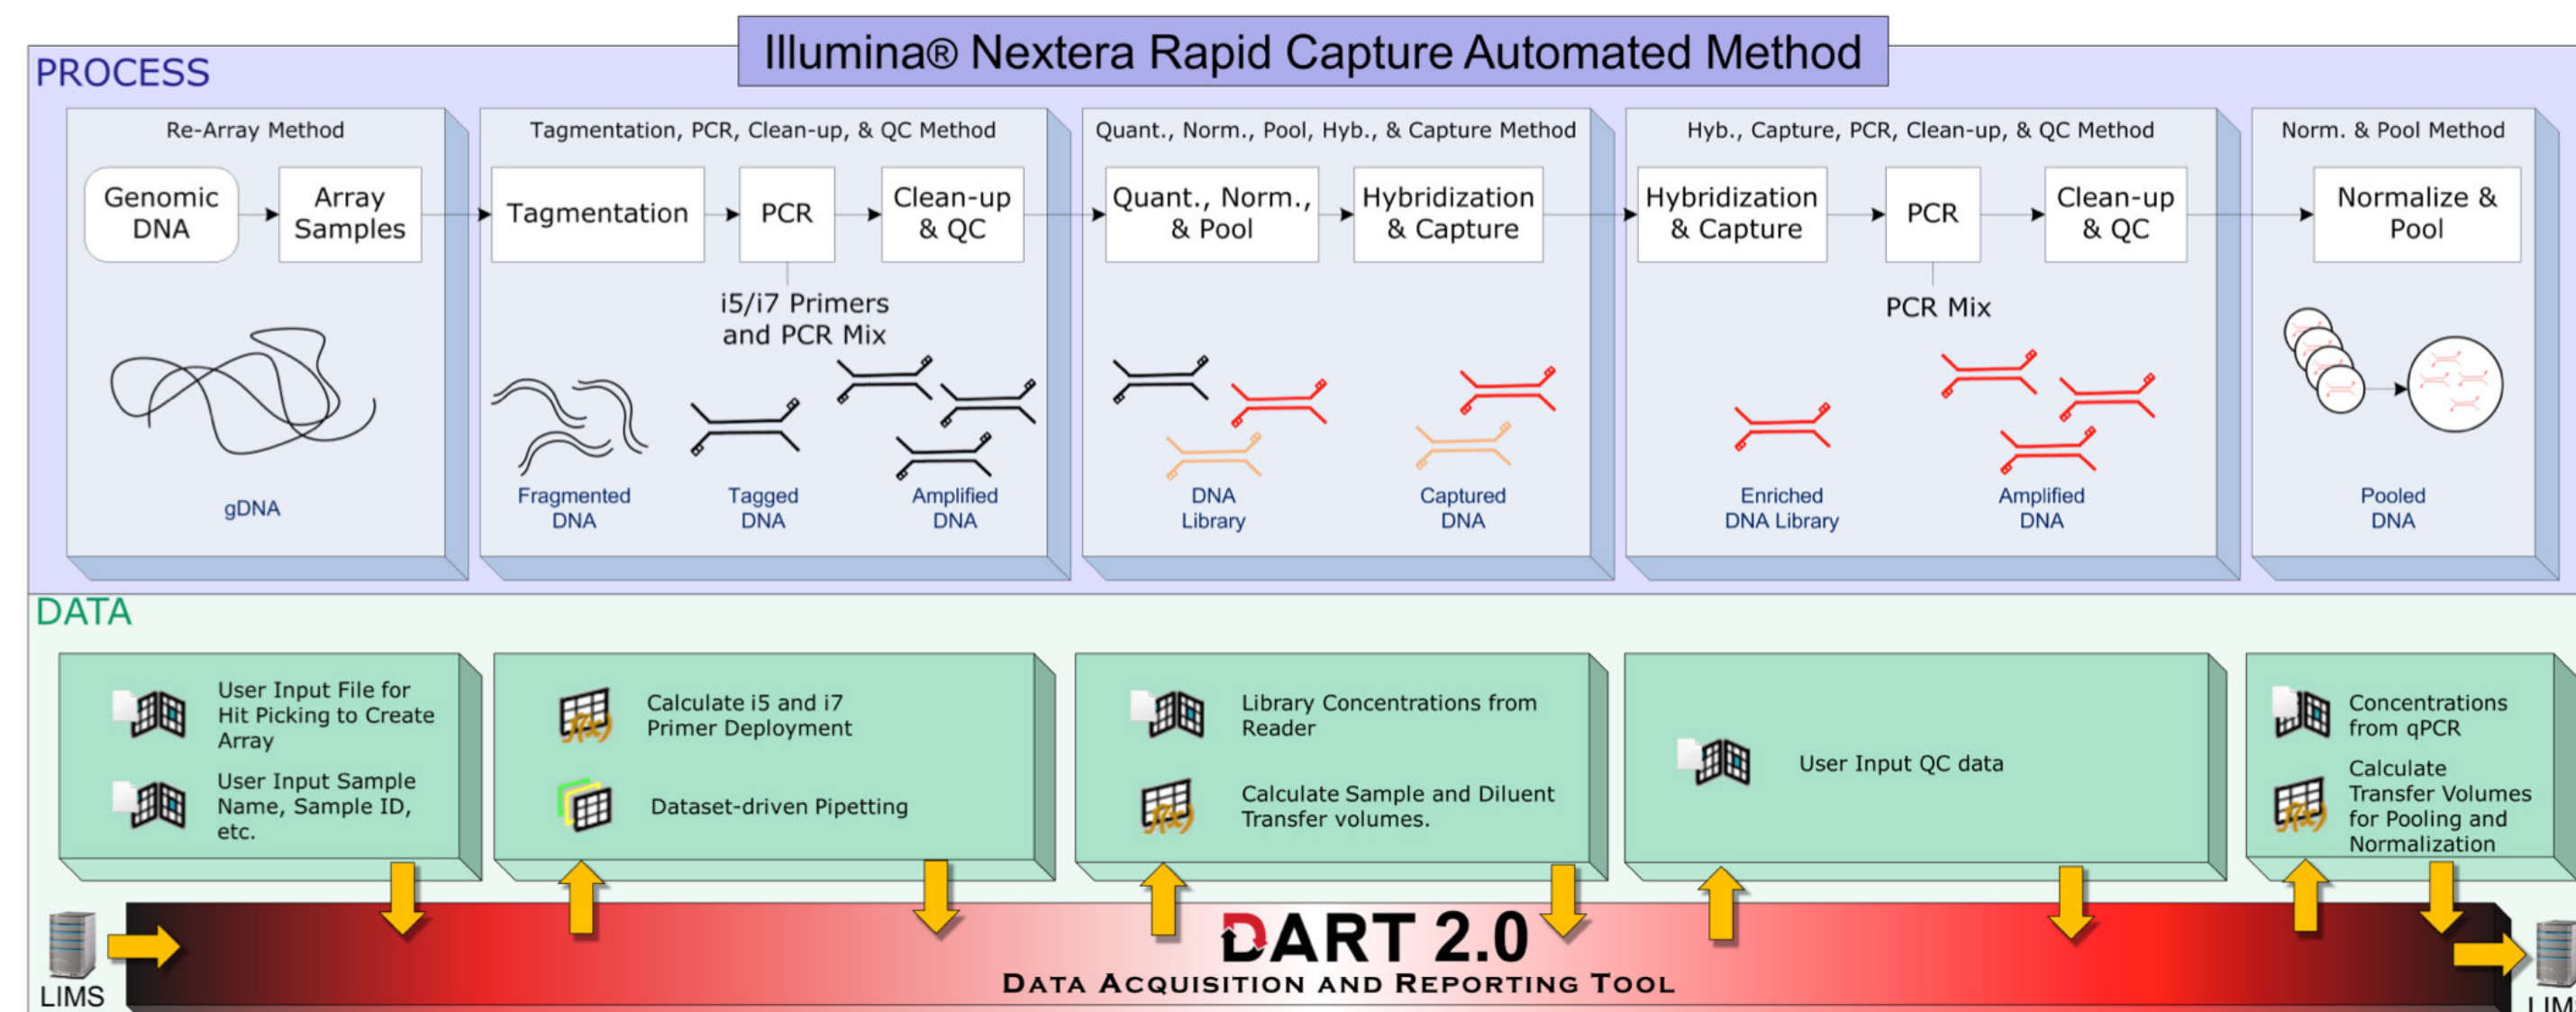 Illumina® Nextera Rapid Capture Automated Method
PROCESS
Re-Array Method
Genomic
DNA
Array
Samples
gDNA
Tagmentation, PCR, Clean-up, & QC Method
Tagmentation
PCR
Clean-up
& QC
i5/i7 Primers
and PCR Mix
Fragmented
DNA
Tagged
DNA
Amplified
DNA
Quant., Norm., Pool, Hyb., & Capture Method
Quant., Norm.,
& Pool
Hybridization
& Capture
DNA
Library
Captured
DNA
Hyb., Capture, PCR, Clean-up, & QC Method
Hybridization
& Capture
PCR
Clean-up
& QC
PCR Mix
Enriched
DNA Library
Amplified
DNA
Norm. & Pool Method
Normalize &
Pool
Pooled
DNA
DATA
User Input File for
Hit Picking to Create
Array
User Input Sample
Name, Sample ID,
etc.
f(x)
Calculate i5 and i7
Primer Deployment
Dataset-driven Pipetting
Library Concentrations from
Reader
f(x)
Calculate Sample and Diluent
Transfer volumes.
User Input QC data
Concentrations
from qPCR
f(x)
Calculate
Transfer Volumes
for Pooling and
Normalization
LIMS
DART 2.0
DATA ACQUISITION AND REPORTING TOOL
LIM